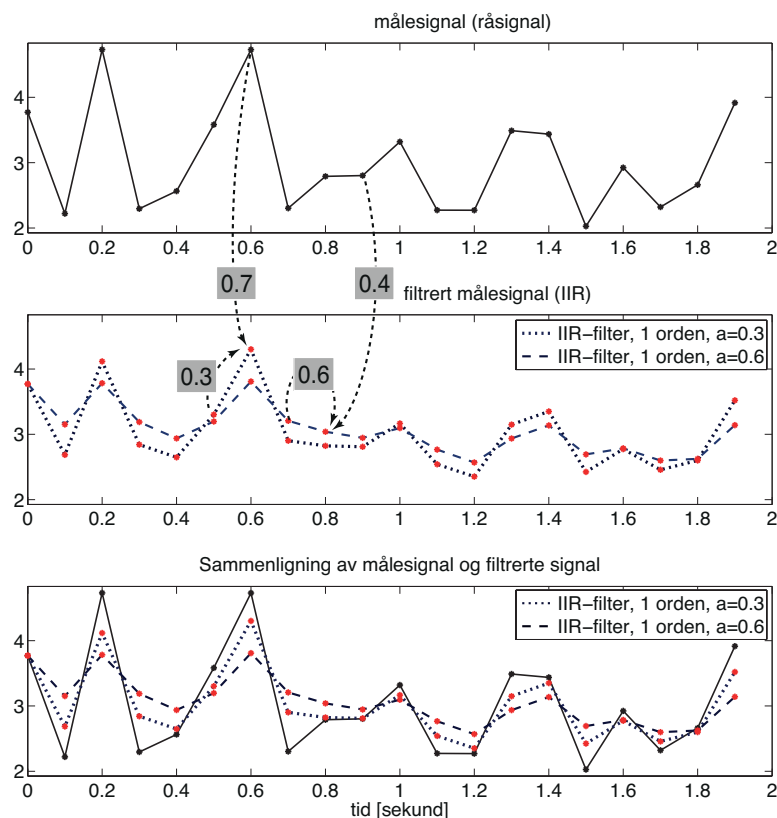 målesignal (råsignal)
4
3
2
0 0.2 0.4 0.6 0.8 1 1.2 1.4 1.6 1.8 2
0.7 0.4
filtrert målesignal (IIR)
IIR−filter, 1 orden, a=0.3
IIR−filter, 1 orden, a=0.6
4
0.3 0.6
3
2
0 0.2 0.4 0.6 0.8 1 1.2 1.4 1.6 1.8 2
Sammenligning av målesignal og filtrerte signal
IIR−filter, 1 orden, a=0.3
IIR−filter, 1 orden, a=0.6
4
3
2
0 0.2 0.4 0.6 0.8 1 1.2 1.4 1.6 1.8 2
tid [sekund]